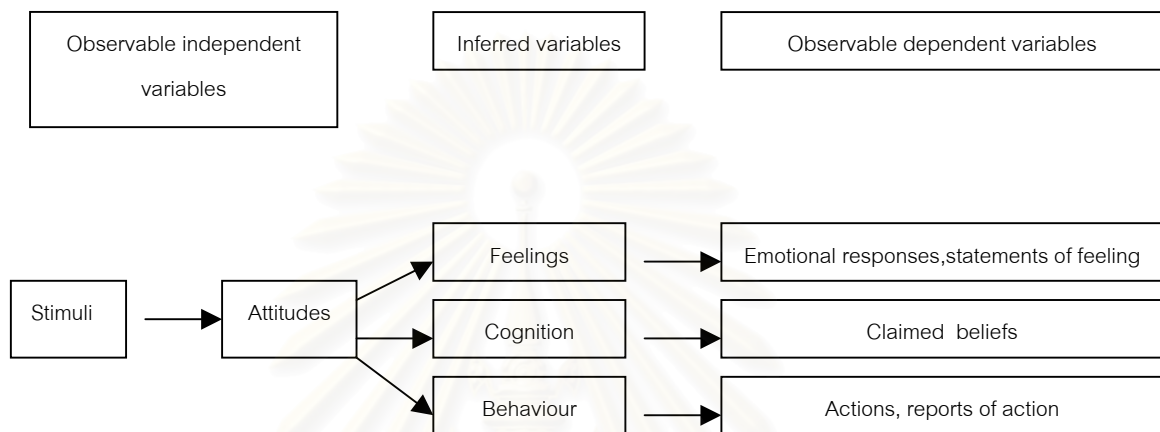 Observable independent
variables
Inferred variables
Observable dependent variables
Stimuli
Attitudes
Feelings
Emotional responses,statements of feeling
Cognition
Claimed beliefs
Behaviour
Actions, reports of action